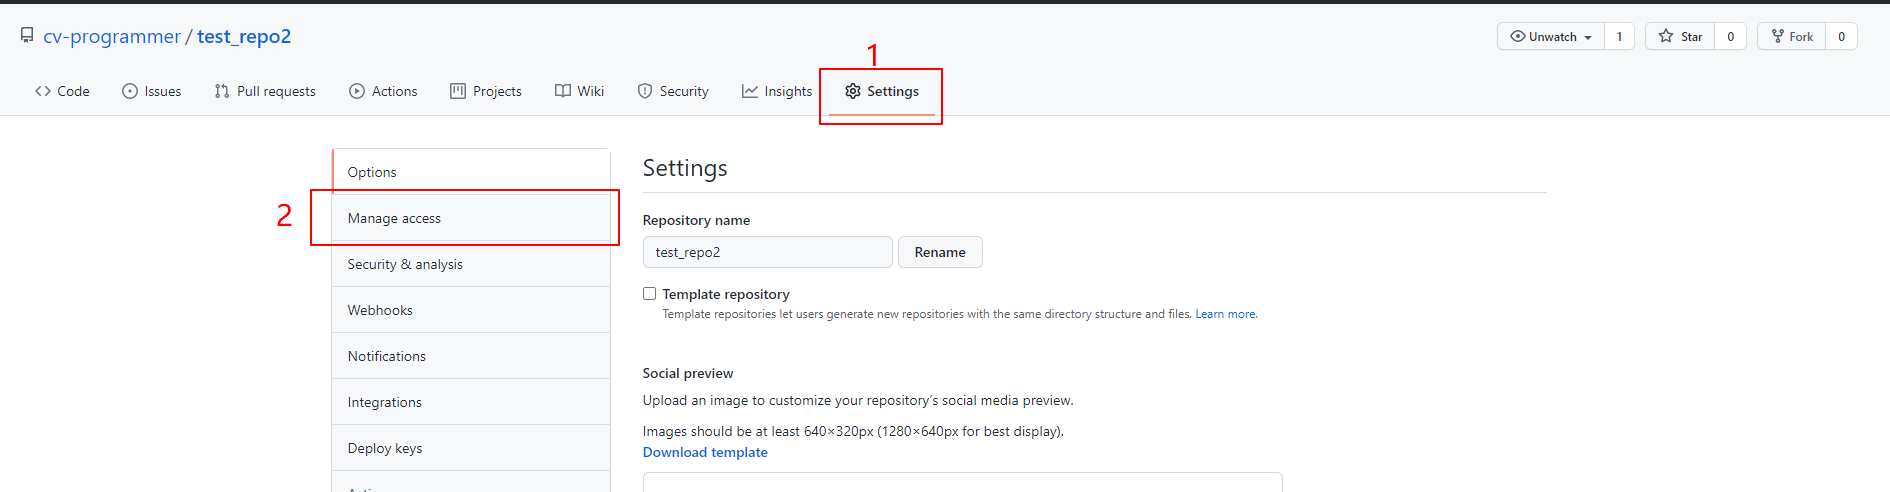 cv-programmer / test_repo2
Unwatch 1 Star 0 Fork 0
1
Code Issues Pull requests Actions Projects Wiki Security Insights Settings
Options
2
Manage access
Security & analysis
Webhooks
Notifications
Integrations
Deploy keys
Settings
Repository name
test_repo2 Rename
Template repository
Template repositories let users generate new repositories with the same directory structure and files. Learn more.
Social preview
Upload an image to customize your repository's social media preview.
Images should be at least 640×320px (1280×640px for best display).
Download template